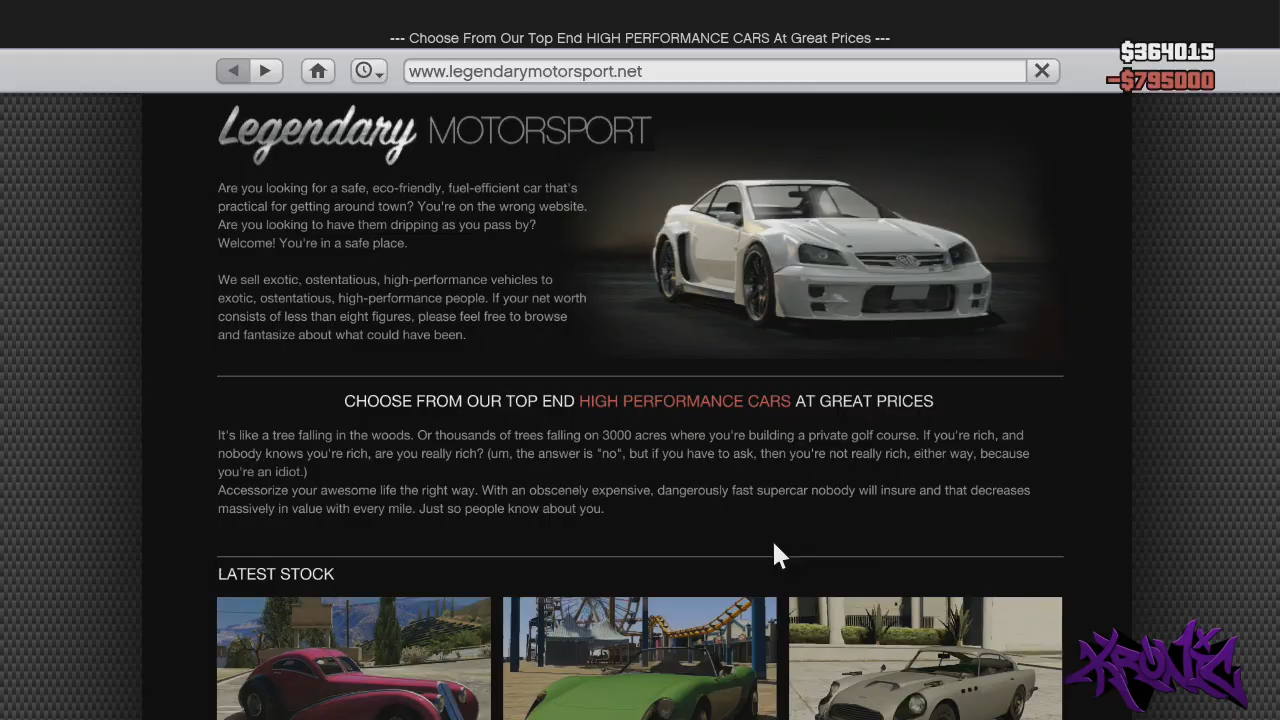 --- Choose From Our Top End HIGH PERFORMANCE CARS At Great Prices ---
$364015
www.legendarymotorsport.net
-$795000
Legendary MOTORSPORT
Are you looking for a safe, eco-friendly, fuel-efficient car that's
practical for getting around town? You're on the wrong website.
Are you looking to have them dripping as you pass by?
Welcome! You're in a safe place.
We sell exotic, ostentatious, high-performance vehicles to
exotic, ostentatious, high-performance people. If your net worth
consists of less than eight figures, please feel free to browse
and fantasize about what could have been.
CHOOSE FROM OUR TOP END HIGH PERFORMANCE CARS AT GREAT PRICES
It's like a tree falling in the woods. Or thousands of trees falling on 3000 acres where you're building a private golf course. If you're rich, and
nobody knows you're rich, are you really rich? (um, the answer is "no", but if you have to ask, then you're not really rich, either way, because
you're an idiot.)
Accessorize your awesome life the right way. With an obscenely expensive, dangerously fast supercar nobody will insure and that decreases
massively in value with every mile. Just so people know about you.
LATEST STOCK
KRONIC